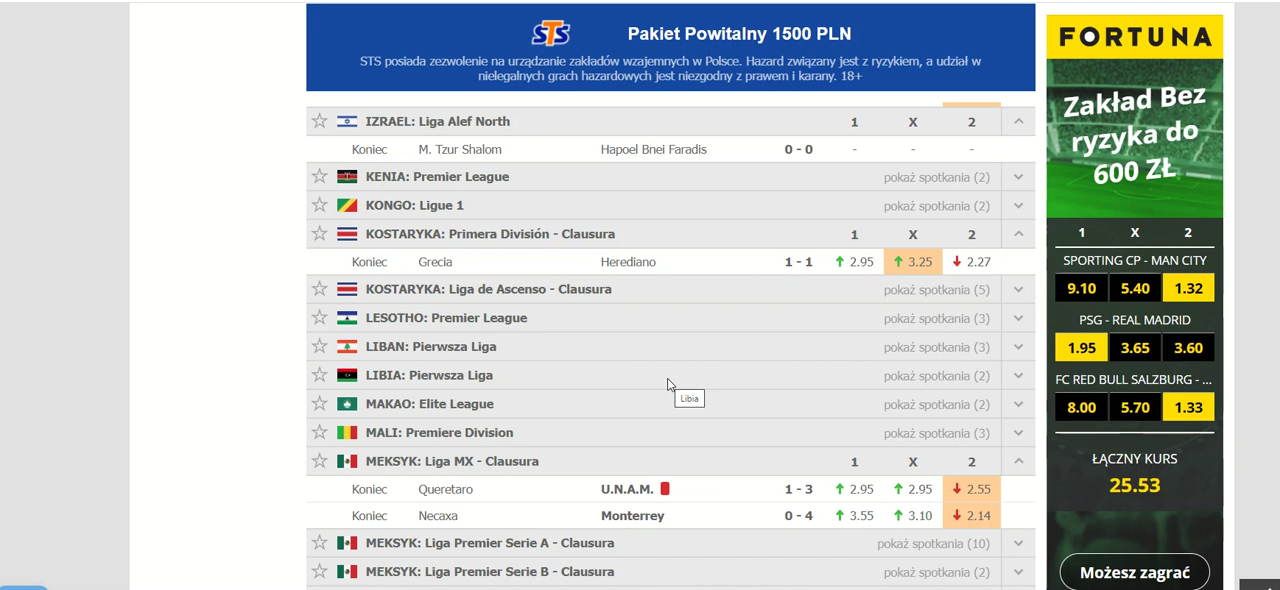 STS Pakiet Powitalny 1500 PLN
STS posiada zezwolenie na urządzanie zakładów wzajemnych w Polsce. Hazard związany jest z ryzykiem, a udział w
nielegalnych grach hazardowych jest niezgodny z prawem i karany. 18+
IZRAEL: Liga Alef North 1 X 2
Koniec M. Tzur Shalom Hapoel Bnei Faradis 0 - 0 - - -
KENIA: Premier League pokaż spotkania (2)
KONGO: Ligue 1 pokaż spotkania (2)
KOSTARYKA: Primera División - Clausura 1 X 2
Koniec Grecia Herediano 1 - 1 2.95 3.25 2.27
KOSTARYKA: Liga de Ascenso - Clausura pokaż spotkania (5)
LESOTHO: Premier League pokaż spotkania (3)
LIBAN: Pierwsza Liga pokaż spotkania (3)
LIBIA: Pierwsza Liga pokaż spotkania (2)
Libia
MAKAO: Elite League pokaż spotkania (2)
MALI: Premiere Division pokaż spotkania (3)
MEKSYK: Liga MX - Clausura 1 X 2
Koniec Queretaro U.N.A.M. 1 - 3 2.95 2.95 2.55
Koniec Necaxa Monterrey 0 - 4 3.55 3.10 2.14
MEKSYK: Liga Premier Serie A - Clausura pokaż spotkania (10)
MEKSYK: Liga Premier Serie B - Clausura pokaż spotkania (2)
FORTUNA
Zakład Bez
ryzyka do
600 ZŁ
1 X 2
SPORTING CP - MAN CITY
9.10 5.40 1.32
PSG - REAL MADRID
1.95 3.65 3.60
FC RED BULL SALZBURG - ...
8.00 5.70 1.33
ŁĄCZNY KURS
25.53
Możesz zagrać